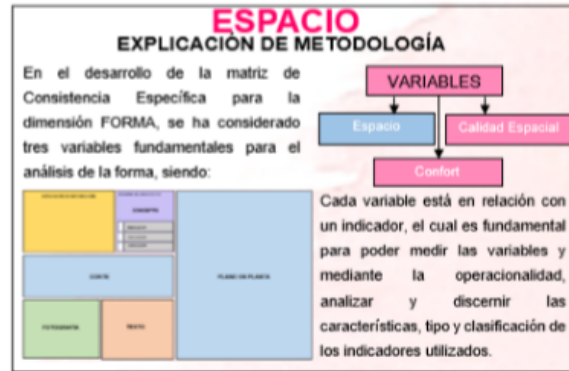 ESPACIO
EXPLICACIÓN DE METODOLOGÍA
En el desarrollo de la matriz de
Consistencia Específica para la
dimensión FORMA, se ha considerado
tres variables fundamentales para el
análisis de la forma, siendo:
VARIABLES
Espacio
Calidad Espacial
Confort
CONCEPTO
CORTE
PLANO EN PLANTA
FOTOGRAFÍA
TEXTO
Cada variable está en relación con
un indicador, el cual es fundamental
para poder medir las variables y
mediante la operacionalidad,
analizar y discernir las
características, tipo y clasificación de
los indicadores utilizados.